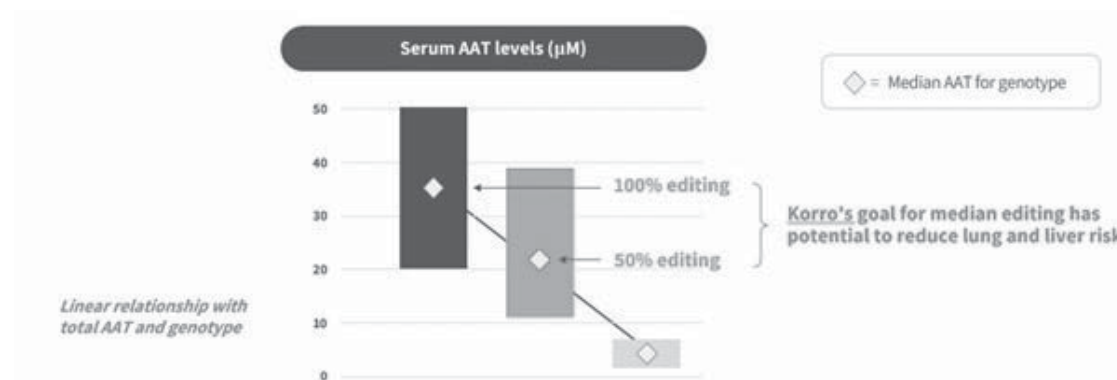 Serum AAT levels (μM)
= Median AAT for genotype
50
40
30
20
10
0
100% editing
50% editing
Korro's goal for median editing has
potential to reduce lung and liver risk
Linear relationship with
total AAT and genotype